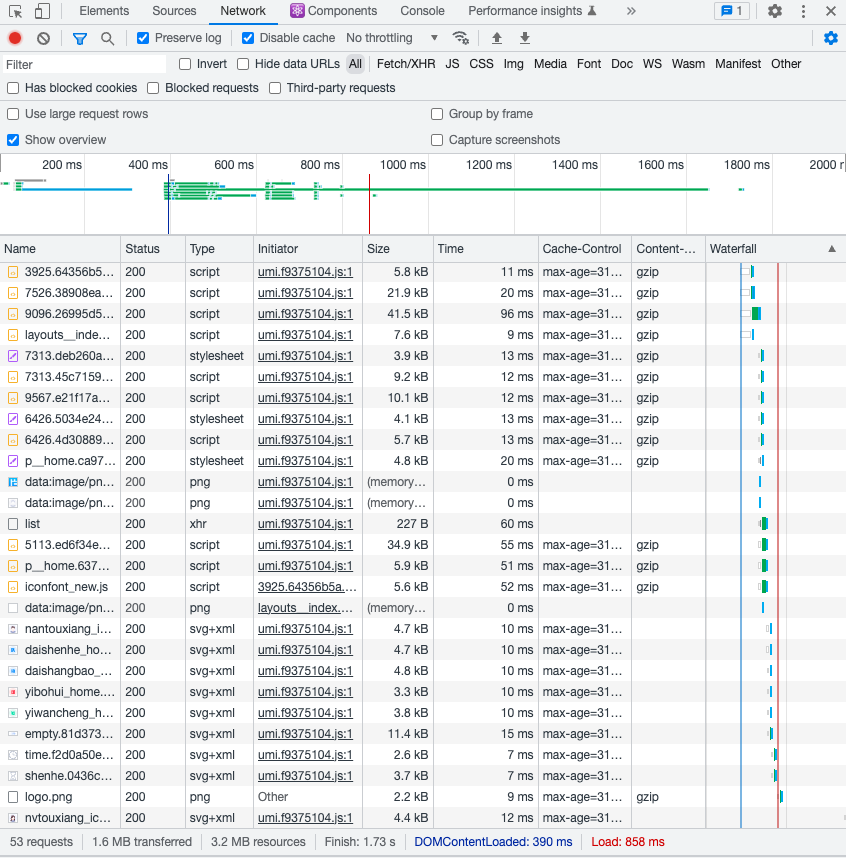 Elements Sources Network Components Console Performance insights » 1
Preserve log Disable cache No throttling
Filter Invert Hide data URLs All Fetch/XHR JS CSS Img Media Font Doc WS Wasm Manifest Other
Has blocked cookies Blocked requests Third-party requests
Use large request rows Group by frame
Show overview Capture screenshots
200 ms 400 ms 600 ms 800 ms 1000 ms 1200 ms 1400 ms 1600 ms 1800 ms 2000 r
Name Status Type Initiator Size Time Cache-Control Content-... Waterfall
3925.64356b5... 200 script umi.f9375104.js:1 5.8 kB 11 ms max-age=31... gzip
7526.38908ea... 200 script umi.f9375104.js:1 21.9 kB 20 ms max-age=31... gzip
9096.26995d5... 200 script umi.f9375104.js:1 41.5 kB 96 ms max-age=31... gzip
layouts__inde... 200 script umi.f9375104.js:1 7.6 kB 9 ms max-age=31... gzip
7313.deb260a... 200 stylesheet umi.f9375104.js:1 3.9 kB 13 ms max-age=31... gzip
7313.45c7159... 200 script umi.f9375104.js:1 9.2 kB 12 ms max-age=31... gzip
9567.e21f17a... 200 script umi.f9375104.js:1 10.1 kB 12 ms max-age=31... gzip
6426.5034e24... 200 stylesheet umi.f9375104.js:1 4.1 kB 13 ms max-age=31... gzip
6426.4d30889... 200 script umi.f9375104.js:1 5.7 kB 13 ms max-age=31... gzip
p__home.ca97... 200 stylesheet umi.f9375104.js:1 4.8 kB 20 ms max-age=31... gzip
data:image/pn... 200 png umi.f9375104.js:1 (memory... 0 ms
data:image/pn... 200 png umi.f9375104.js:1 (memory... 0 ms
list 200 xhr umi.f9375104.js:1 227 B 60 ms
5113.ed6f34e... 200 script umi.f9375104.js:1 34.9 kB 55 ms max-age=31... gzip
p__home.637... 200 script umi.f9375104.js:1 5.9 kB 51 ms max-age=31... gzip
iconfont_new.js 200 script 3925.64356b5a.... 5.6 kB 52 ms max-age=31... gzip
data:image/pn... 200 png layouts__index.... (memory... 0 ms
nantouxiang_i... 200 svg+xml umi.f9375104.js:1 4.7 kB 10 ms max-age=31...
daishenhe_ho... 200 svg+xml umi.f9375104.js:1 4.7 kB 10 ms max-age=31...
daishangbao_... 200 svg+xml umi.f9375104.js:1 4.8 kB 10 ms max-age=31...
yibohui_home.... 200 svg+xml umi.f9375104.js:1 3.3 kB 10 ms max-age=31...
yiwancheng_h... 200 svg+xml umi.f9375104.js:1 3.8 kB 10 ms max-age=31...
empty.81d373... 200 svg+xml umi.f9375104.js:1 11.4 kB 15 ms max-age=31...
time.f2d0a50e... 200 svg+xml umi.f9375104.js:1 2.6 kB 7 ms max-age=31...
shenhe.0436c... 200 svg+xml umi.f9375104.js:1 3.7 kB 7 ms max-age=31...
logo.png 200 png Other 2.2 kB 9 ms max-age=31... gzip
nvtouxiang_ic... 200 svg+xml umi.f9375104.js:1 4.4 kB 12 ms max-age=31...
53 requests 1.6 MB transferred 3.2 MB resources Finish: 1.73 s DOMContentLoaded: 390 ms Load: 858 ms